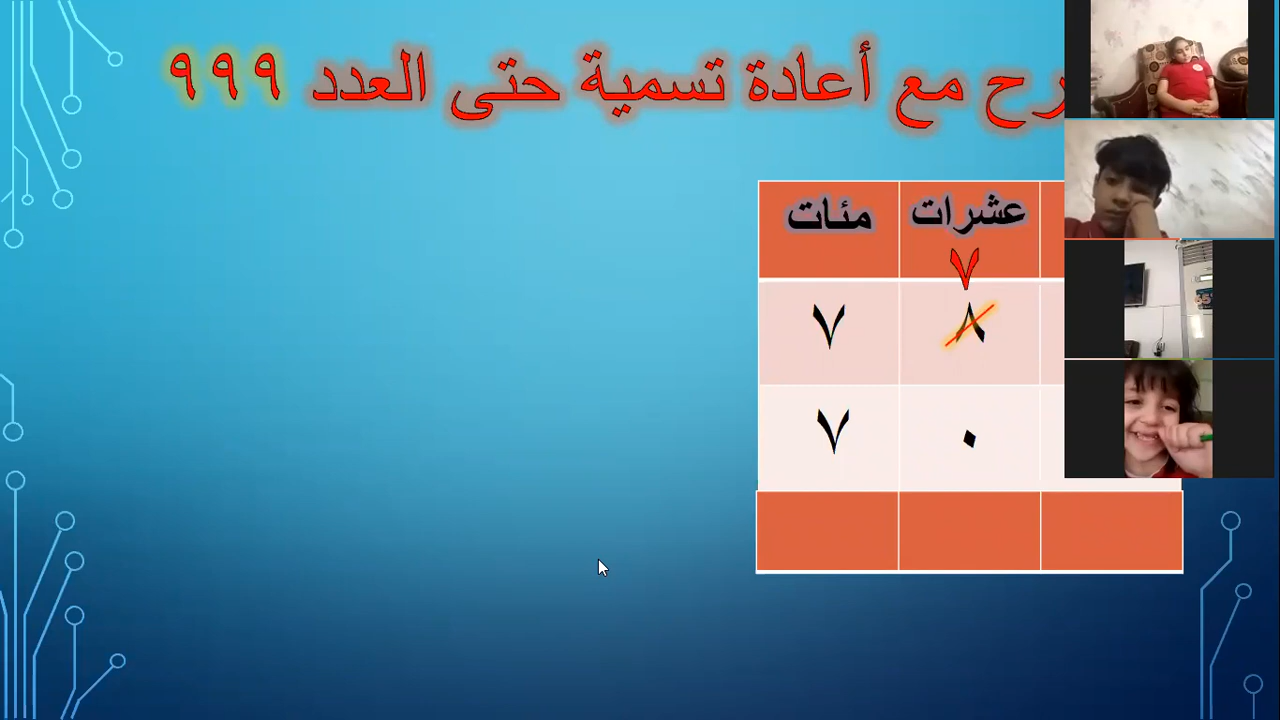 رح مع أعادة تسمية حتى العدد ٩٩٩
عشرات مئات
٧
٨ ٧
٠ ٧